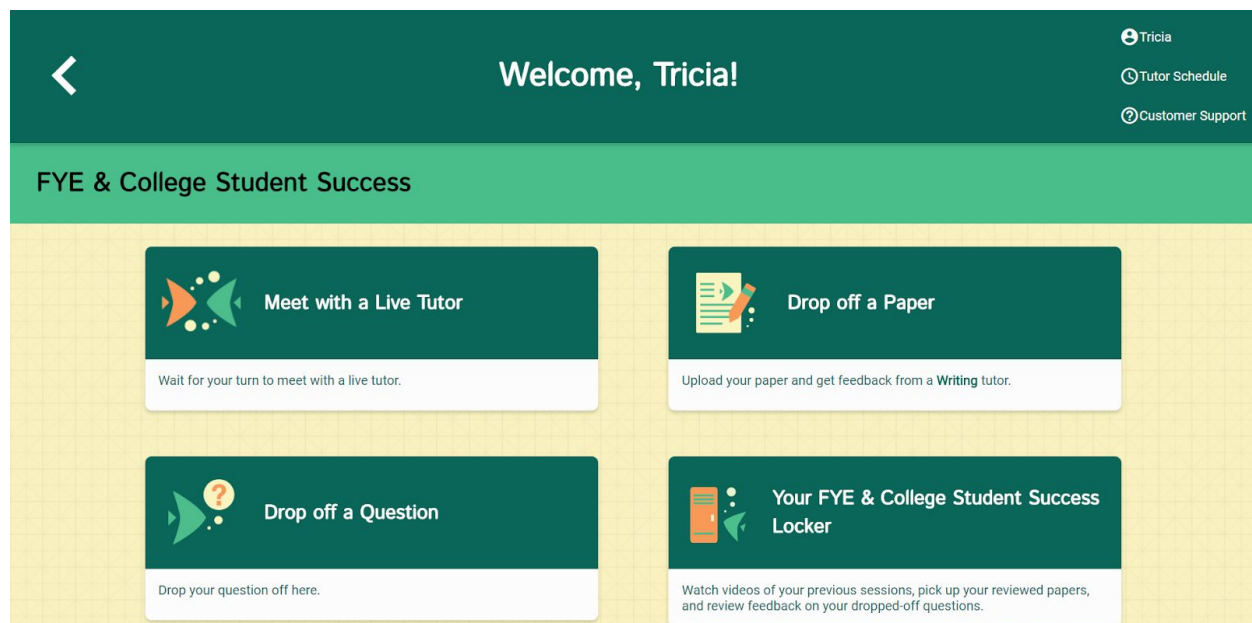 Welcome, Tricia!
Tricia
Tutor Schedule
Customer Support
FYE & College Student Success
Meet with a Live Tutor
Wait for your turn to meet with a live tutor.
Drop off a Paper
Upload your paper and get feedback from a Writing tutor.
?
Drop off a Question
Drop your question off here.
Your FYE & College Student Success
Locker
Watch videos of your previous sessions, pick up your reviewed papers,
and review feedback on your dropped-off questions.